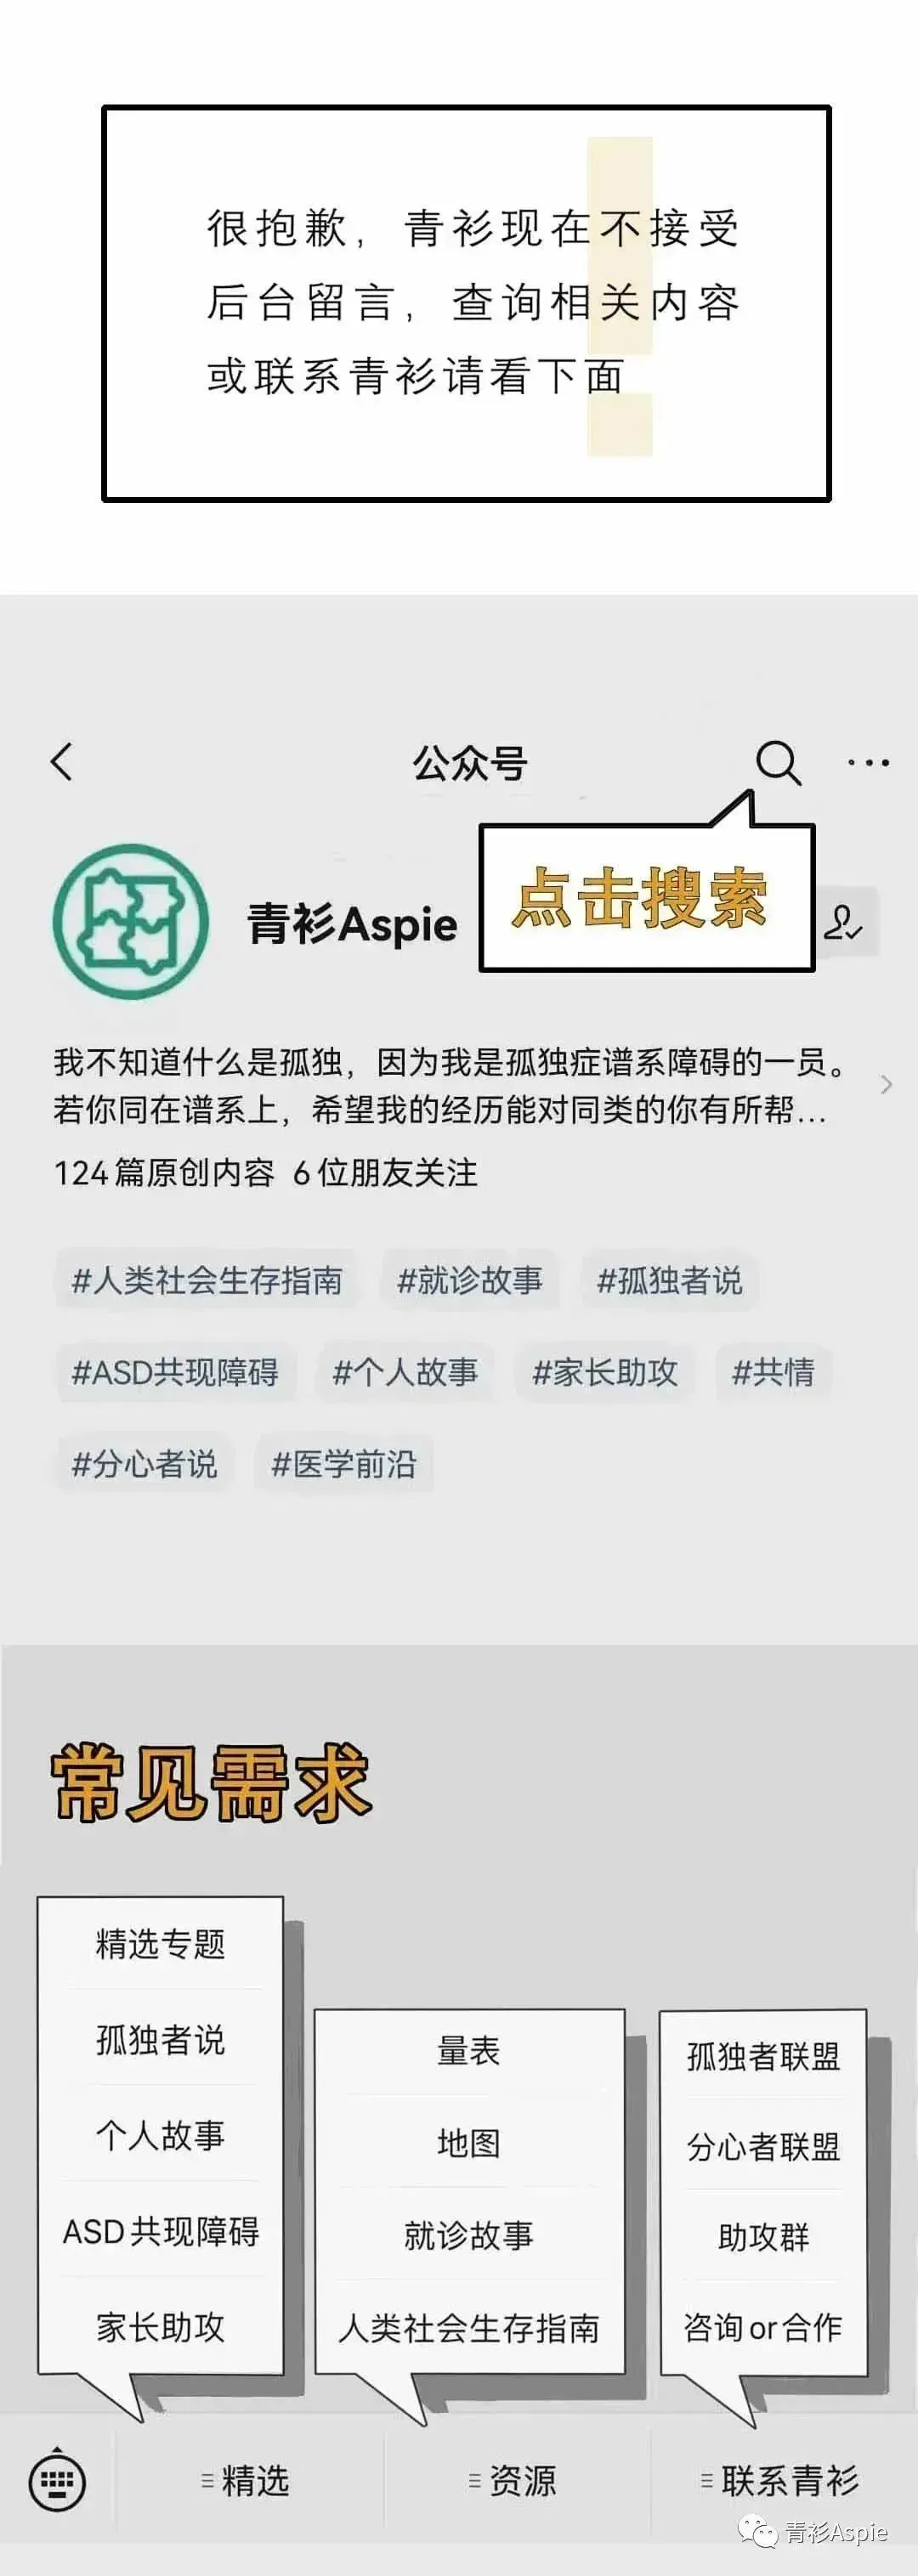 很抱歉，青衫现在不接受
后台留言，查询相关内容
或联系青衫请看下面
公众号
点击搜索
青衫Aspie
我不知道什么是孤独，因为我是孤独症谱系障碍的一员。
若你同在谱系上，希望我的经历能对同类的你有所帮...
124篇原创内容 6位朋友关注
#人类社会生存指南 #就诊故事 #孤独者说
#ASD共现障碍 #个人故事 #家长助攻 #共情
#分心者说 #医学前沿
常见需求
精选专题
孤独者说
个人故事
ASD共现障碍
家长助攻
量表
地图
就诊故事
人类社会生存指南
孤独者联盟
分心者联盟
助攻群
咨询or合作
精选 资源 联系青衫
青衫Aspie